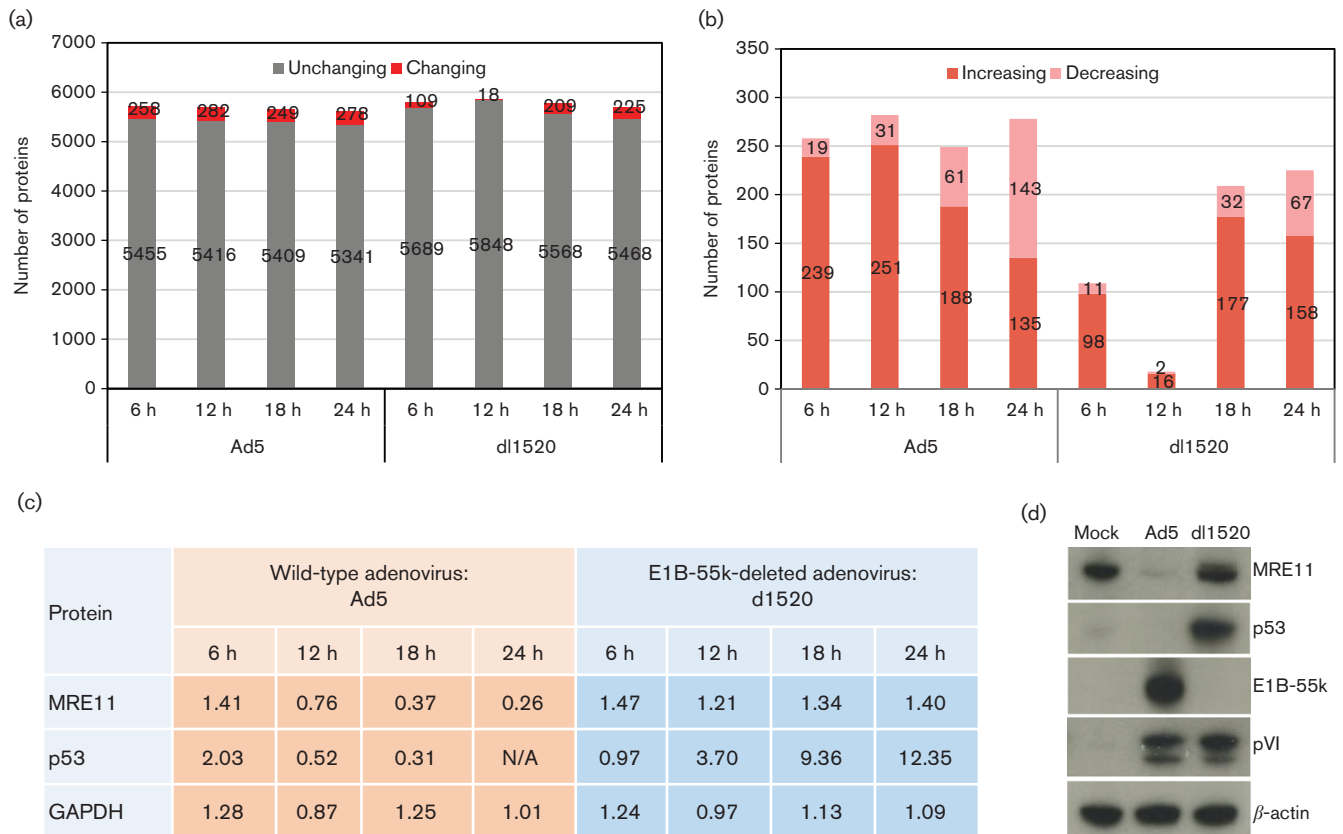 (a)
7000
6000
5000
4000
3000
2000
1000
0
Number of proteins
Unchanging Changing
258 282 249 278 109 18 209 225
5455 5416 5409 5341 5689 5848 5568 5468
6 h 12 h 18 h 24 h 6 h 12 h 18 h 24 h
Ad5 dl1520
(b)
350
300
250
200
150
100
50
0
Number of proteins
Increasing Decreasing
19 31 61 143 11 2 32 67
239 251 188 135 98 16 177 158
6 h 12 h 18 h 24 h 6 h 12 h 18 h 24 h
Ad5 dl1520
(c)
Protein
Wild-type adenovirus:
Ad5
E1B-55k-deleted adenovirus:
d1520
6 h 12 h 18 h 24 h 6 h 12 h 18 h 24 h
MRE11 1.41 0.76 0.37 0.26 1.47 1.21 1.34 1.40
p53 2.03 0.52 0.31 N/A 0.97 3.70 9.36 12.35
GAPDH 1.28 0.87 1.25 1.01 1.24 0.97 1.13 1.09
(d)
Mock Ad5 dl1520
MRE11
p53
E1B-55k
pVI
β-actin